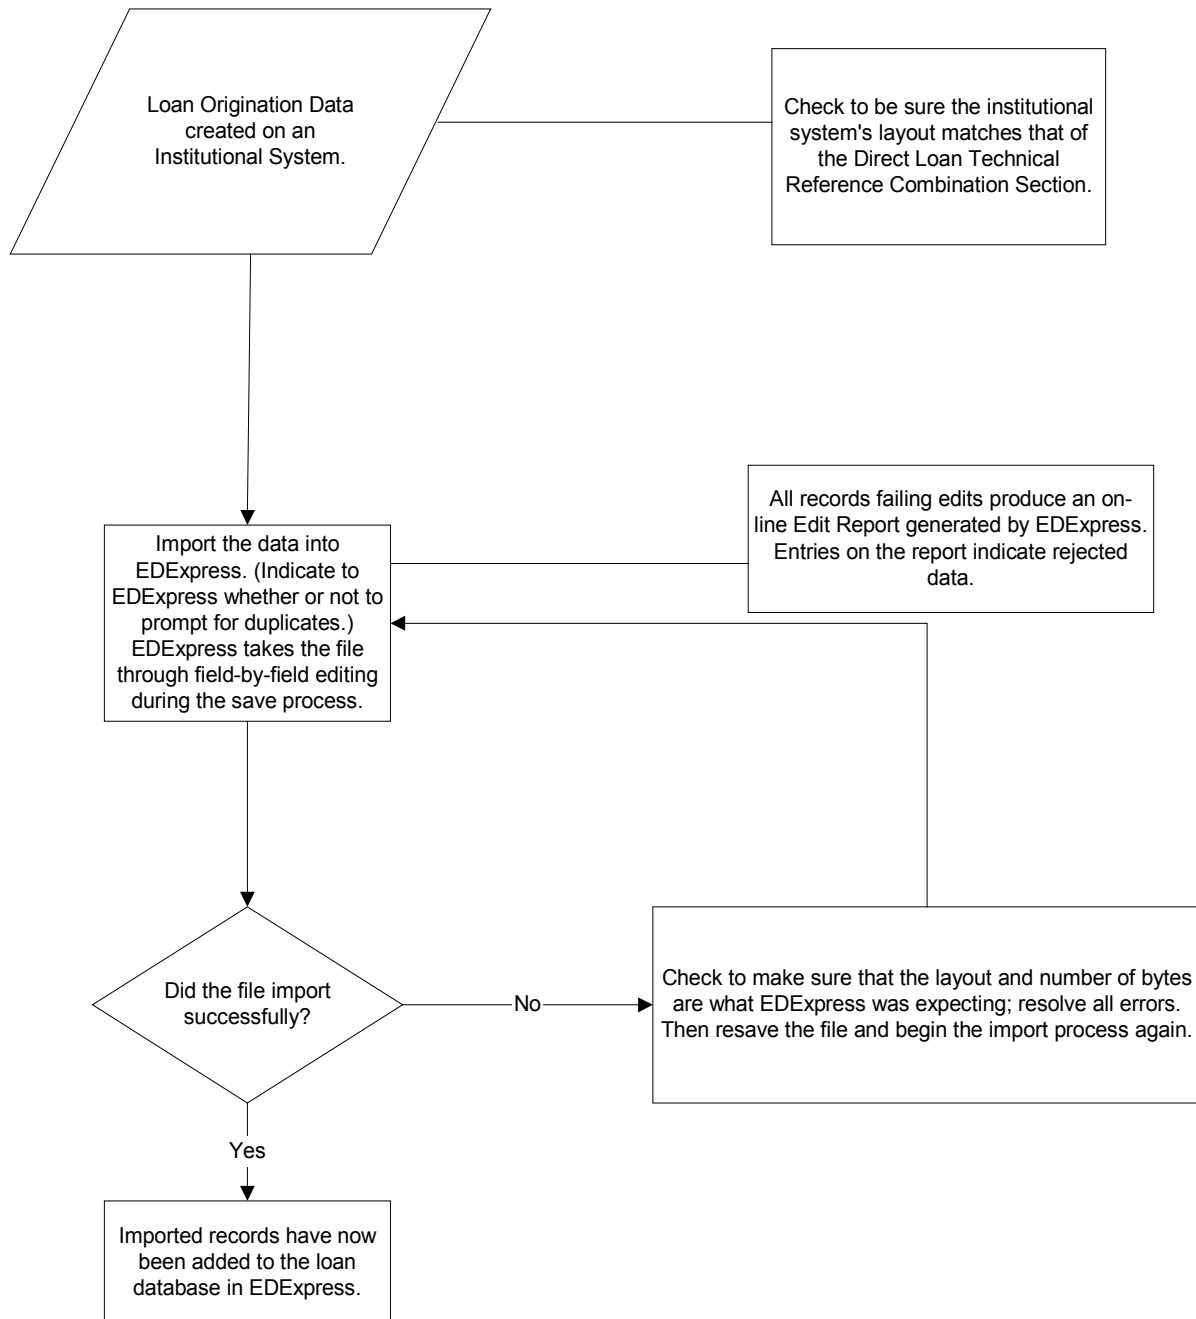 Loan Origination Data
created on an
Institutional System.
Check to be sure the institutional
system's layout matches that of
the Direct Loan Technical
Reference Combination Section.
All records failing edits produce an on-
line Edit Report generated by EDExpress.
Entries on the report indicate rejected
data.
Import the data into
EDExpress. (Indicate to
EDExpress whether or not to
prompt for duplicates.)
EDExpress takes the file
through field-by-field editing
during the save process.
Did the file import
successfully?
No
Check to make sure that the layout and number of bytes
are what EDExpress was expecting; resolve all errors.
Then resave the file and begin the import process again.
Yes
Imported records have now
been added to the loan
database in EDExpress.